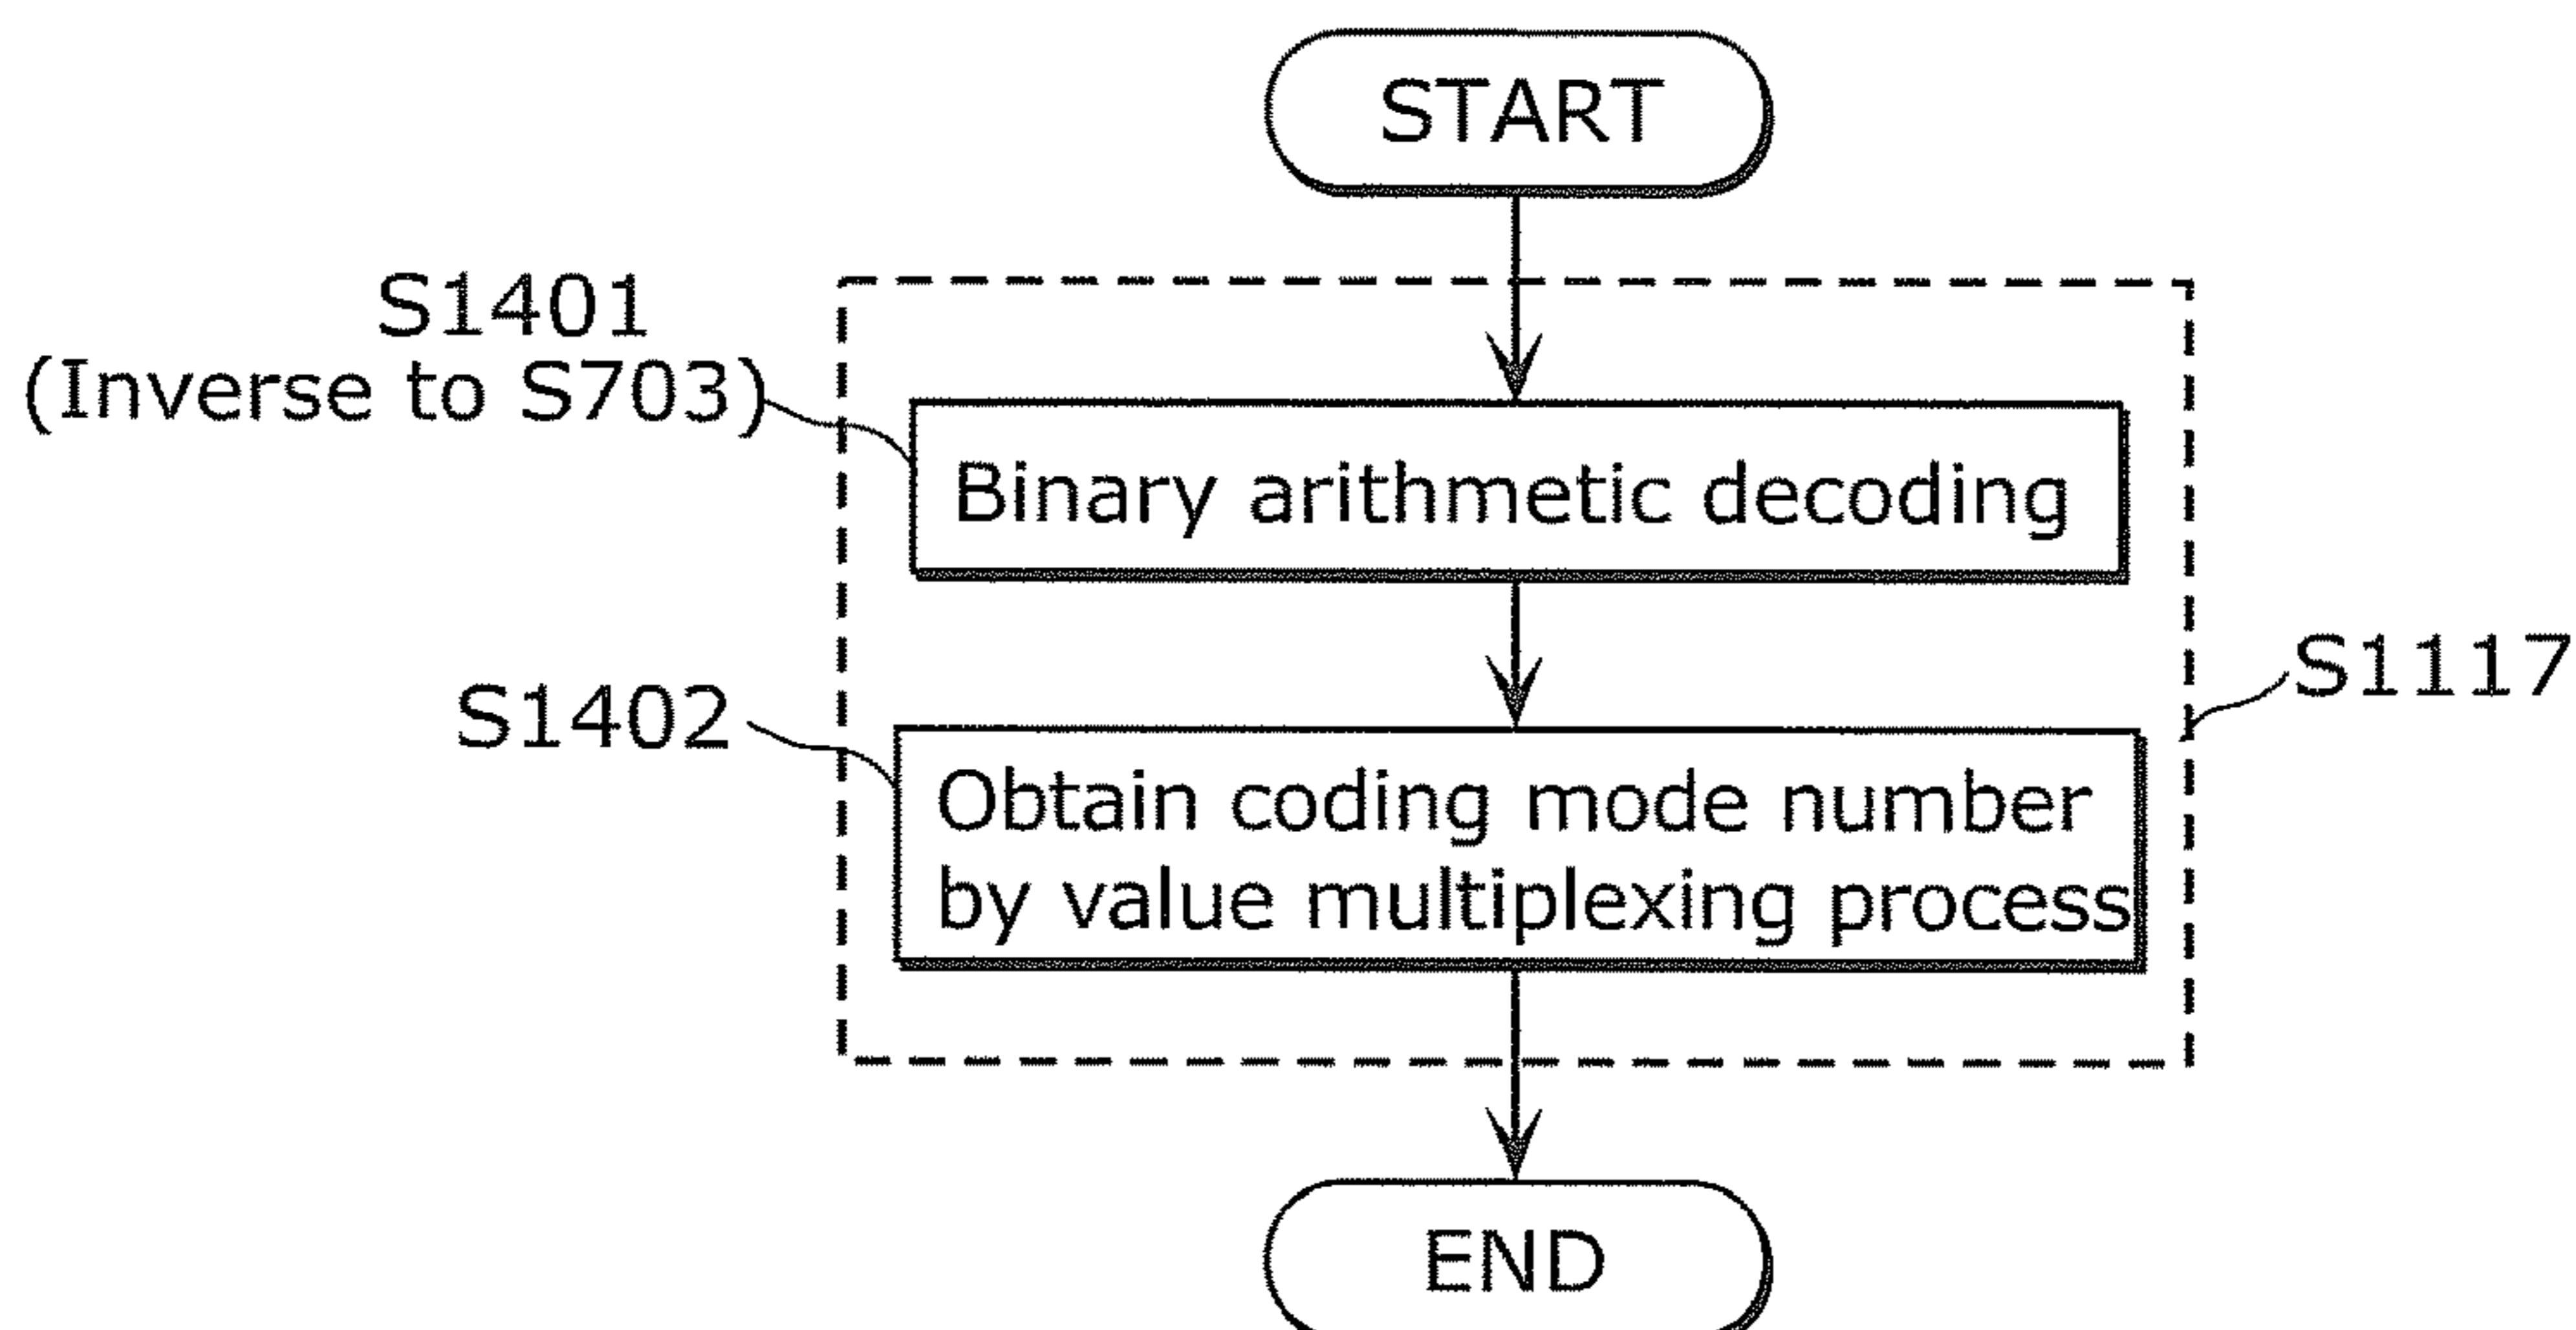 START
S1401
(Inverse to S703)
Binary arithmetic decoding
S1117
S1402
Obtain coding mode number
by value multiplexing process
END